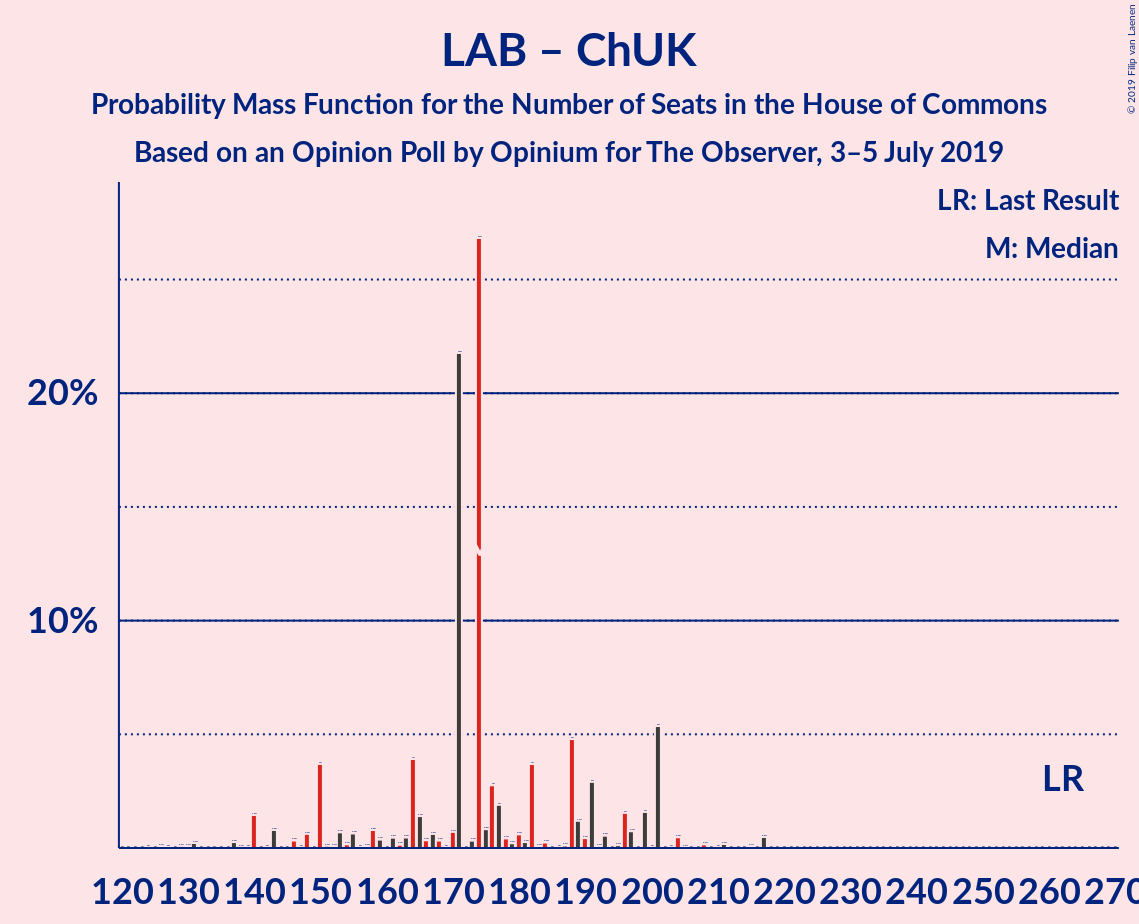 LAB – ChUK
Probability Mass Function for the Number of Seats in the House of Commons
Based on an Opinion Poll by Opinium for The Observer, 3–5 July 2019
© 2019 Filip van Laenen
LR: Last Result
M: Median
20%
10%
LR
120 130 140 150 160 170 180 190 200 210 220 230 240 250 260 270